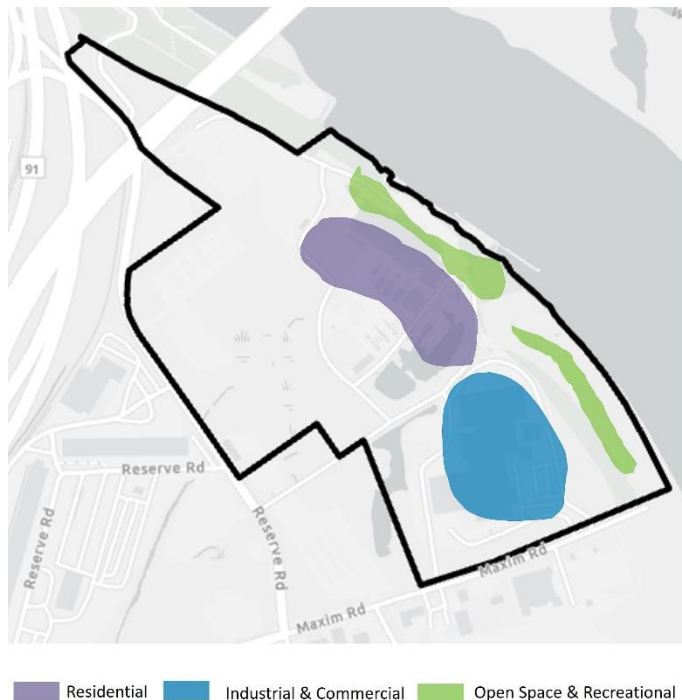 91
Reserve Rd
Reserve Rd
Reserve Rd
Maxim Rd
Maxim Rd
Residential
Industrial & Commercial
Open Space & Recreational